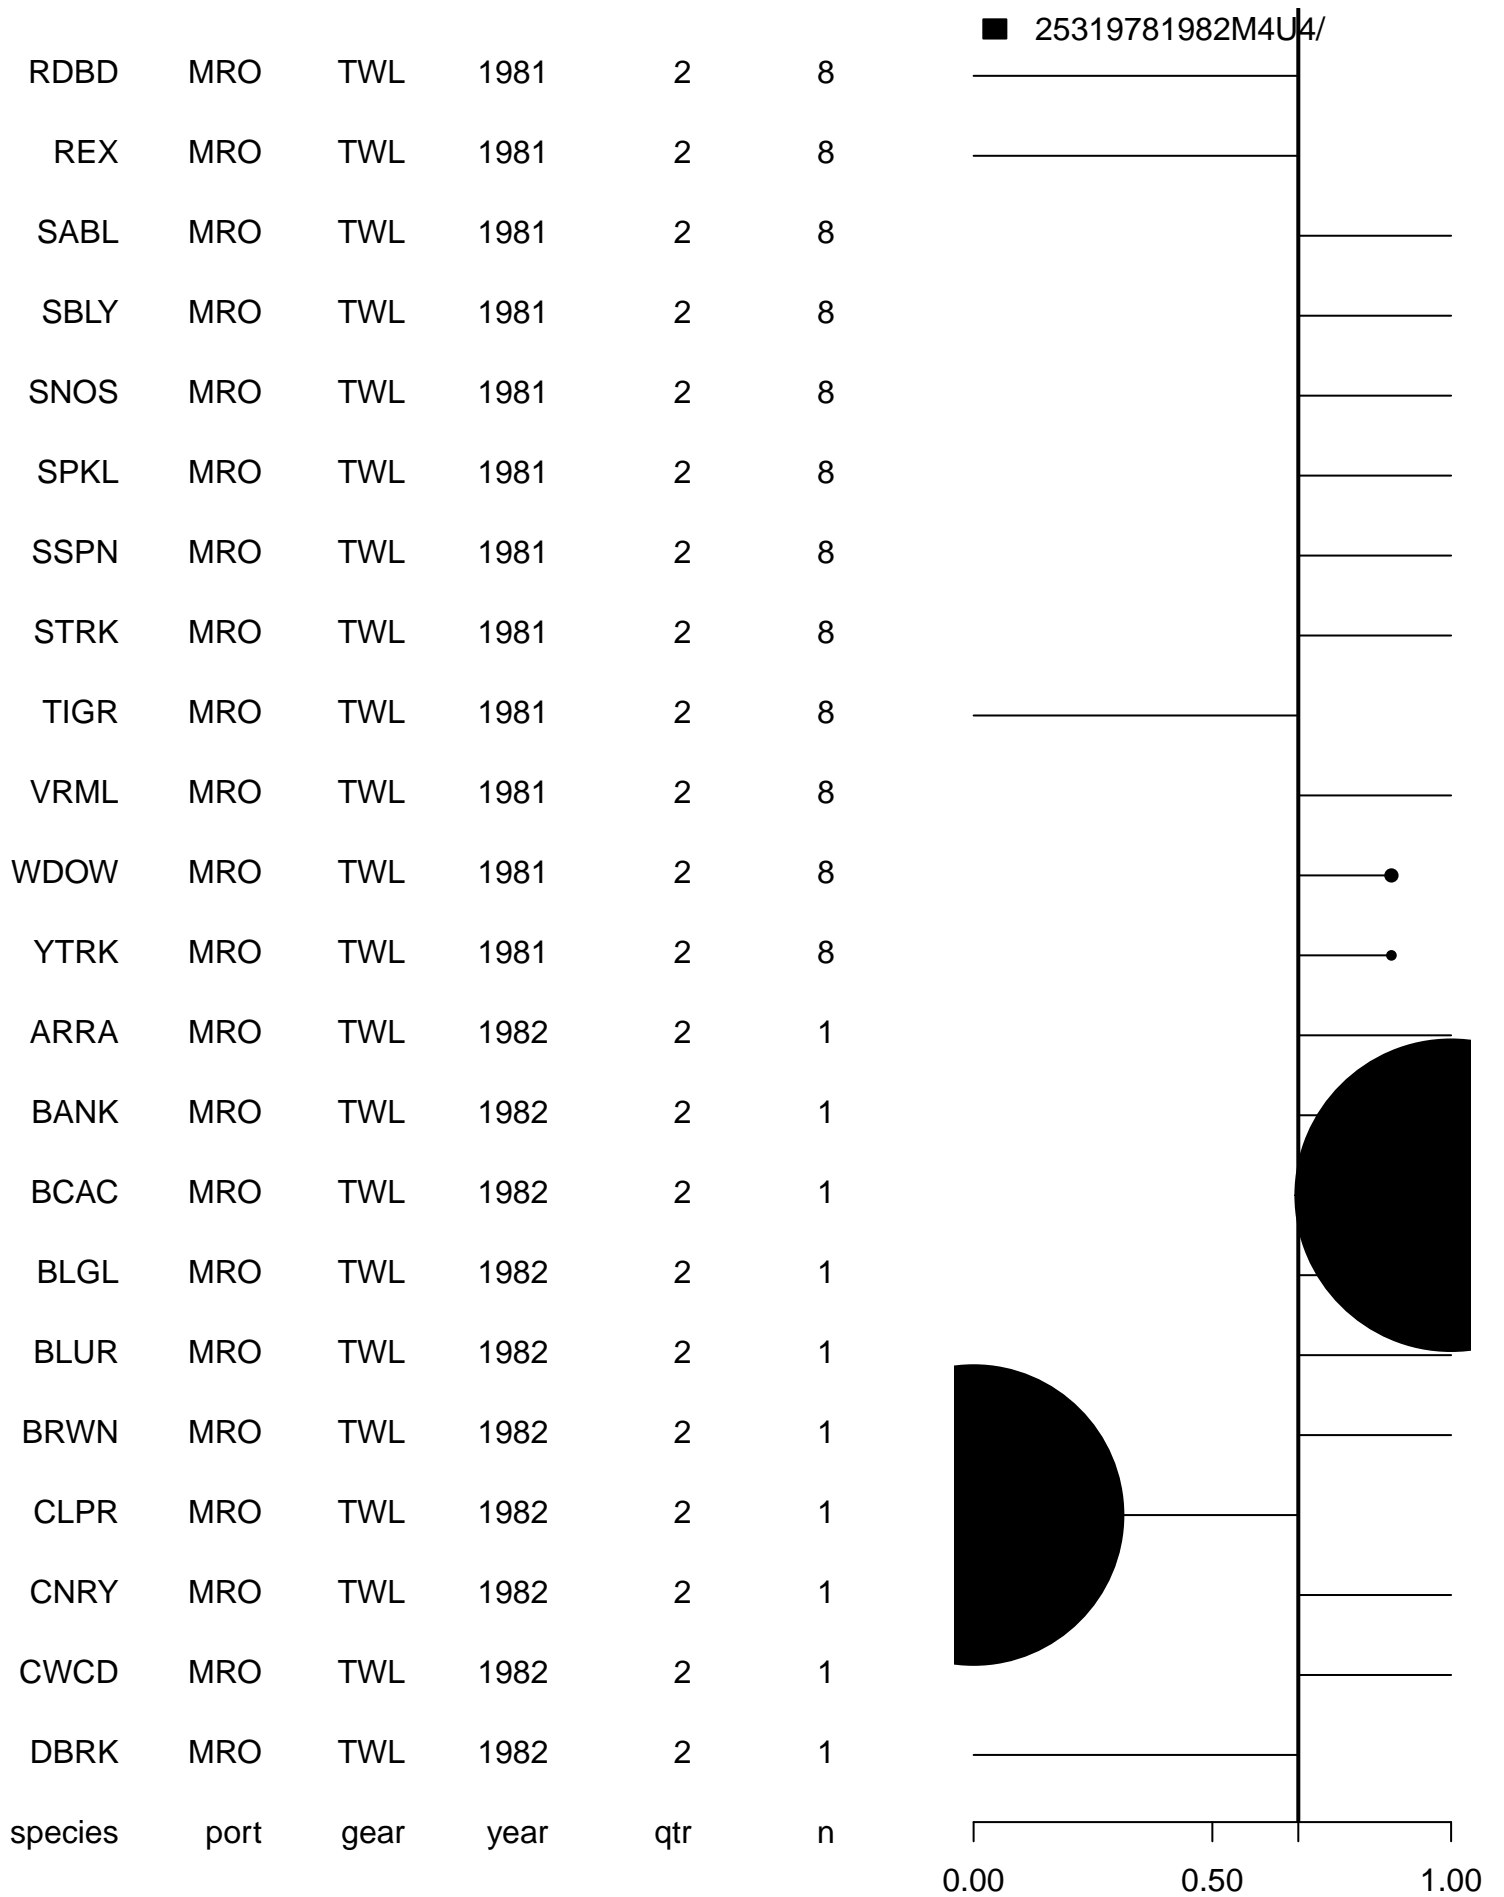 25319781982M4U4/
RDBD MRO TWL 1981 2 8
REX MRO TWL 1981 2 8
SABL MRO TWL 1981 2 8
SBLY MRO TWL 1981 2 8
SNOS MRO TWL 1981 2 8
SPKL MRO TWL 1981 2 8
SSPN MRO TWL 1981 2 8
STRK MRO TWL 1981 2 8
TIGR MRO TWL 1981 2 8
VRML MRO TWL 1981 2 8
WDOW MRO TWL 1981 2 8
YTRK MRO TWL 1981 2 8
ARRA MRO TWL 1982 2 1
BANK MRO TWL 1982 2 1
BCAC MRO TWL 1982 2 1
BLGL MRO TWL 1982 2 1
BLUR MRO TWL 1982 2 1
BRWN MRO TWL 1982 2 1
CLPR MRO TWL 1982 2 1
CNRY MRO TWL 1982 2 1
CWCD MRO TWL 1982 2 1
DBRK MRO TWL 1982 2 1
species port gear year qtr n
0.00 0.50 1.00